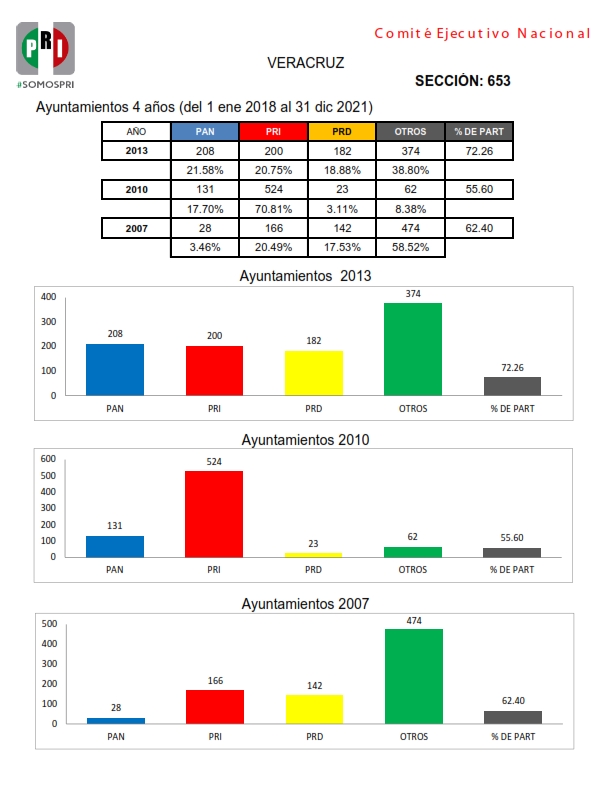 Comité Ejecutivo Nacional
PRI
#SOMOSPRI
VERACRUZ
SECCIÓN: 653
Ayuntamientos 4 años (del 1 ene 2018 al 31 dic 2021)
AÑO PAN PRI PRD OTROS % DE PART
2013 208 200 182 374 72.26
21.58% 20.75% 18.88% 38.80%
2010 131 524 23 62 55.60
17.70% 70.81% 3.11% 8.38%
2007 28 166 142 474 62.40
3.46% 20.49% 17.53% 58.52%
Ayuntamientos 2013
400
300
200
100
0
208 200 182 374 72.26
PAN PRI PRD OTROS % DE PART
Ayuntamientos 2010
600
500
400
300
200
100
0
131 524 23 62 55.60
PAN PRI PRD OTROS % DE PART
Ayuntamientos 2007
500
400
300
200
100
0
28 166 142 474 62.40
PAN PRI PRD OTROS % DE PART